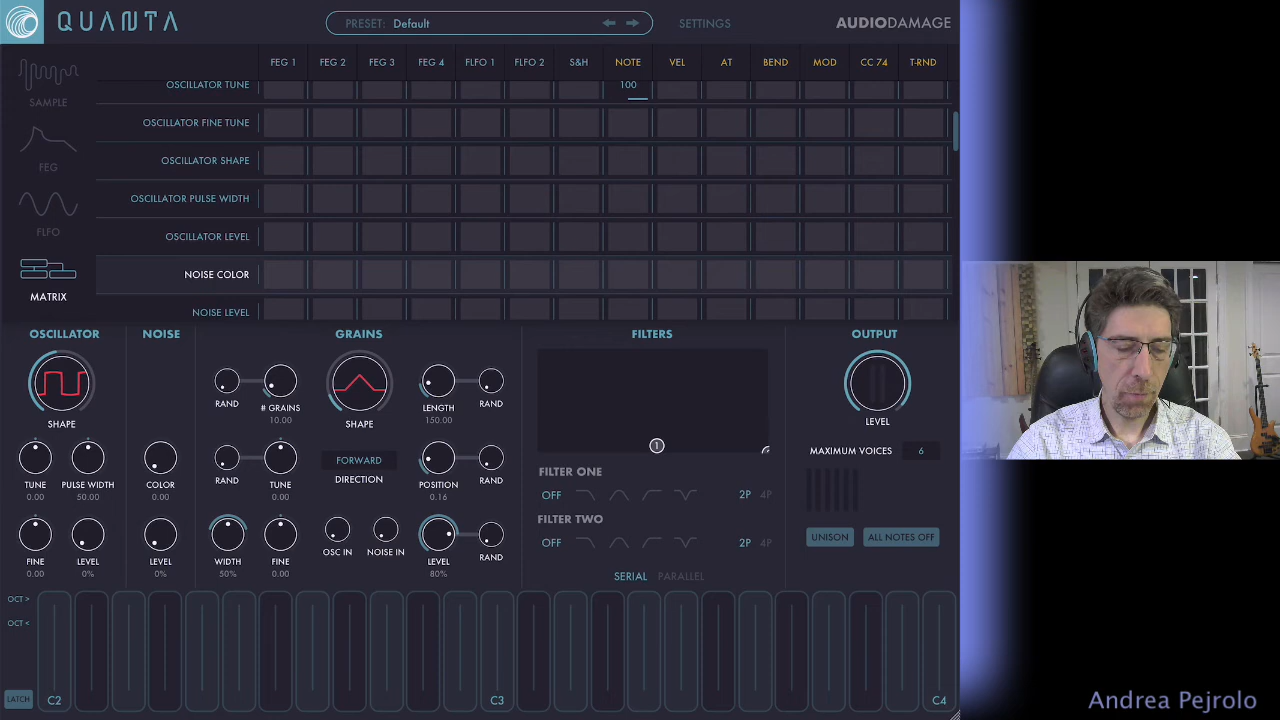 QUANTA
PRESET: Default
SETTINGS
AUDIODAMAGE
FEG 1 FEG 2 FEG 3 FEG 4 FLFO 1 FLFO 2 S&H NOTE VEL AT BEND MOD CC 74 T-RND
SAMPLE
FEG
FLFO
MATRIX
OSCILLATOR TUNE 100
OSCILLATOR FINE TUNE
OSCILLATOR SHAPE
OSCILLATOR PULSE WIDTH
OSCILLATOR LEVEL
NOISE COLOR
NOISE LEVEL
OSCILLATOR NOISE GRAINS FILTERS OUTPUT
SHAPE
TUNE PULSE WIDTH
0.00 50.00
FINE LEVEL
0.00 0%
COLOR
0.00
LEVEL
0%
RAND # GRAINS SHAPE LENGTH RAND
10.00 150.00
RAND TUNE FORWARD POSITION RAND
0.00 DIRECTION 0.16
WIDTH FINE OSC IN NOISE IN LEVEL RAND
50% 0.00 80%
1
FILTER ONE
OFF 2P 4P
FILTER TWO
OFF 2P 4P
SERIAL PARALLEL
LEVEL
MAXIMUM VOICES 6
UNISON ALL NOTES OFF
OCT >
OCT <
LATCH C2 C3 C4
Andrea Pejrolo